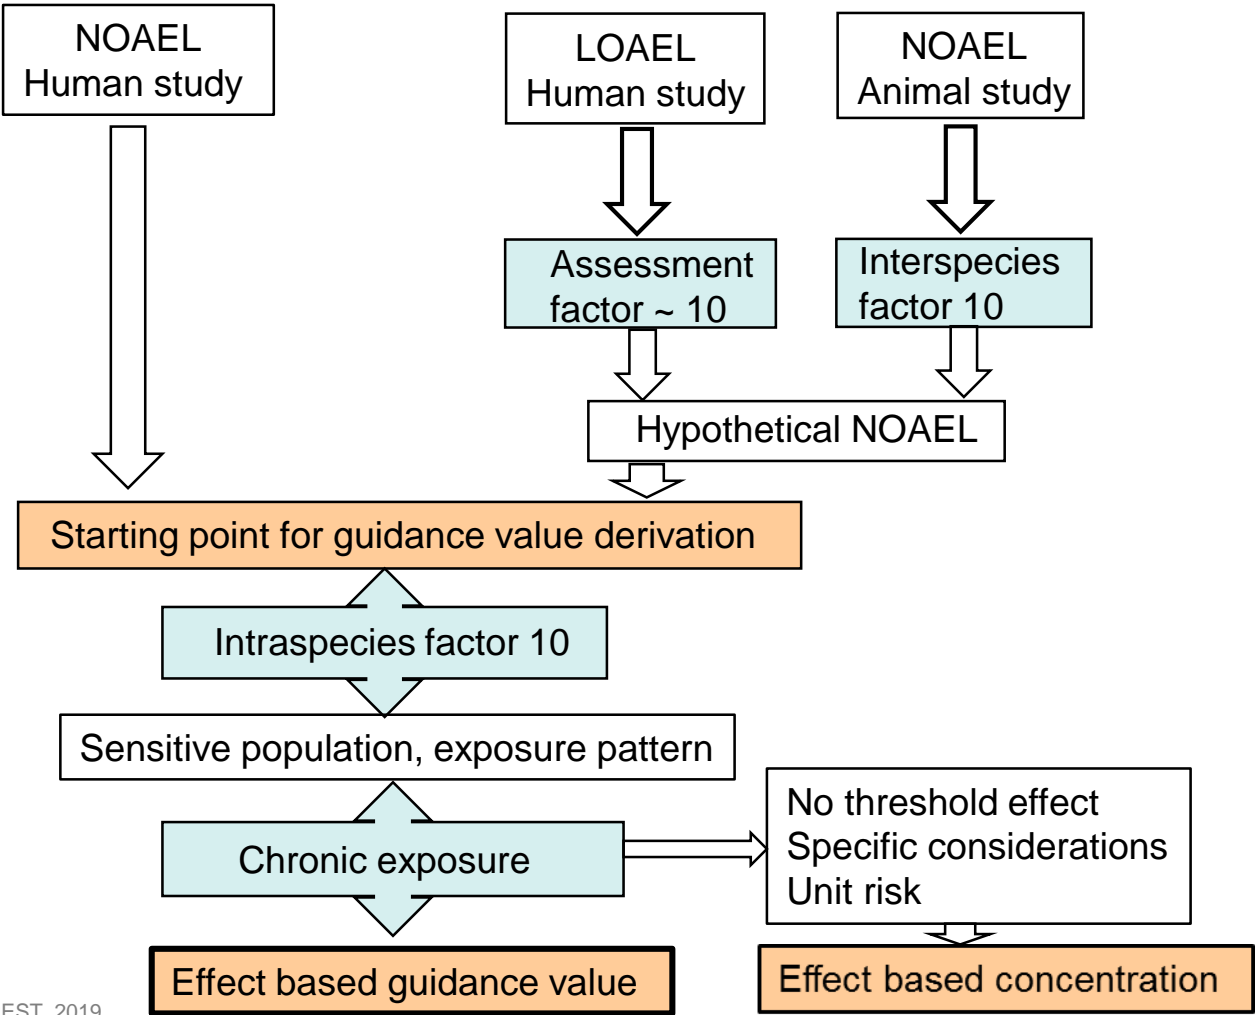 NOAEL
Human study
LOAEL
Human study
NOAEL
Animal study
Assessment
factor ~ 10
Interspecies
factor 10
Hypothetical NOAEL
Starting point for guidance value derivation
Intraspecies factor 10
Sensitive population, exposure pattern
Chronic exposure
No threshold effect
Specific considerations
Unit risk
Effect based guidance value
Effect based concentration
EST, 2019